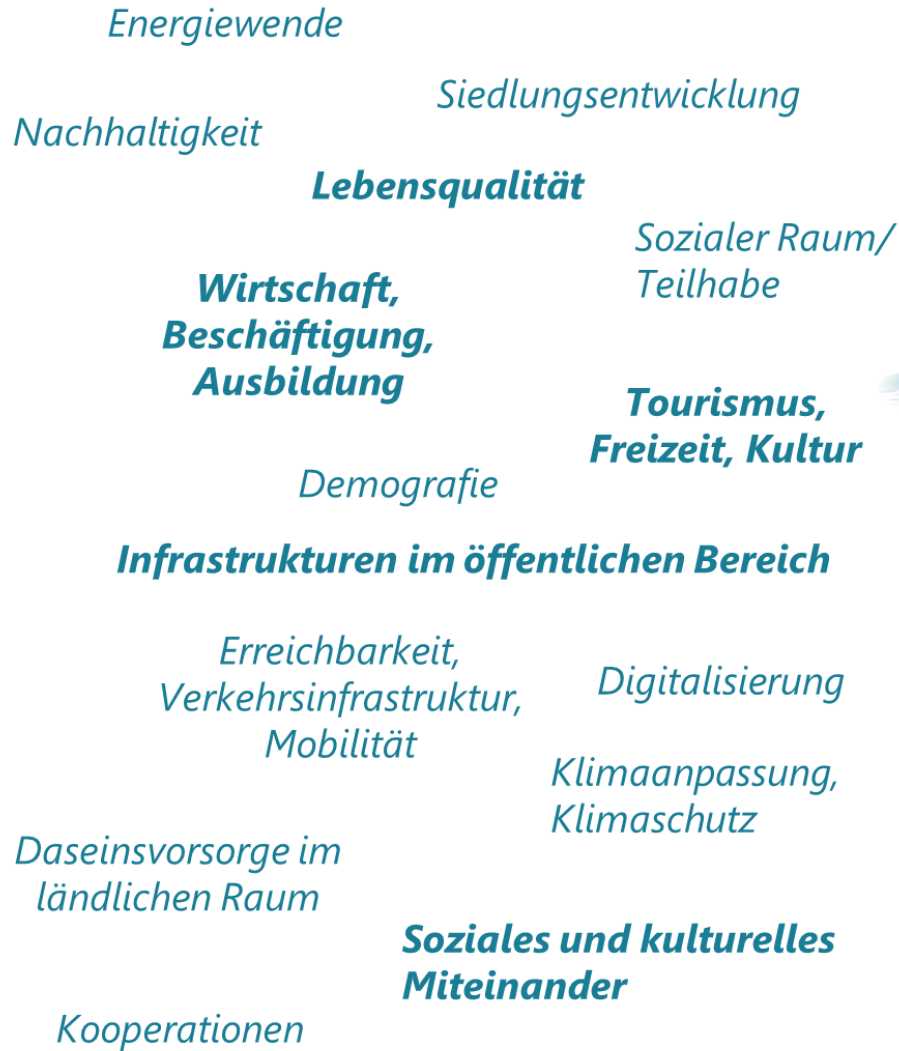 Energiewende
Siedlungsentwicklung
Nachhaltigkeit
Lebensqualität
Sozialer Raum/
Teilhabe
Wirtschaft,
Beschäftigung,
Ausbildung
Tourismus,
Freizeit, Kultur
Demografie
Infrastrukturen im öffentlichen Bereich
Erreichbarkeit,
Verkehrsinfrastruktur,
Mobilität
Digitalisierung
Klimaanpassung,
Klimaschutz
Daseinsvorsorge im
ländlichen Raum
Soziales und kulturelles
Miteinander
Kooperationen